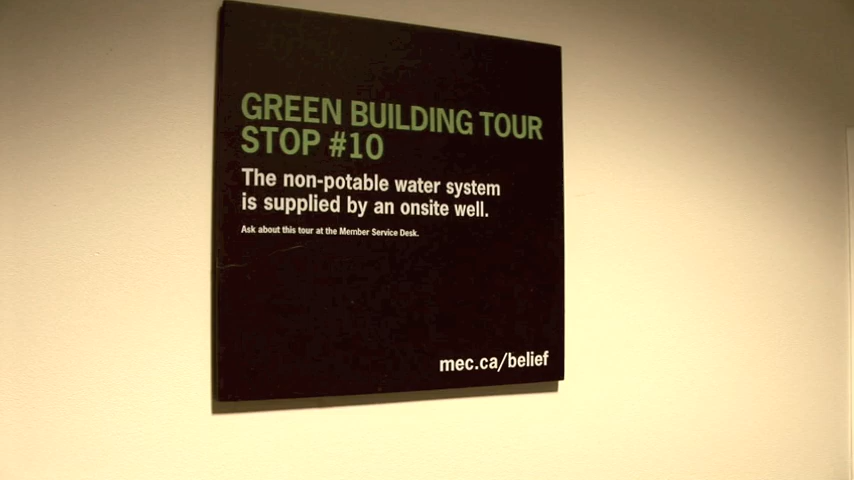 GREEN BUILDING TOUR
STOP #10
The non-potable water system
is supplied by an onsite well.
Ask about this tour at the Member Service Desk.
mec.ca/belief